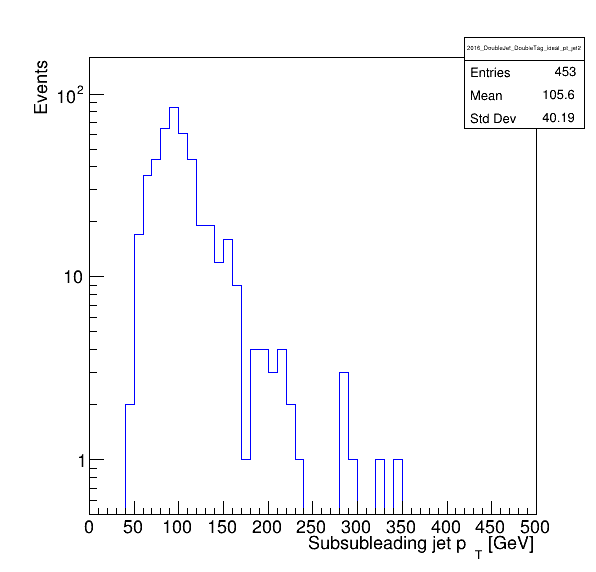 2016_DoubleJet_DoubleTag_ideal_pt_jet2
Entries 453
Mean 105.6
Std Dev 40.19
Events
10²
10
1
0 50 100 150 200 250 300 350 400 450 500
Subsubleading jet p_T [GeV]